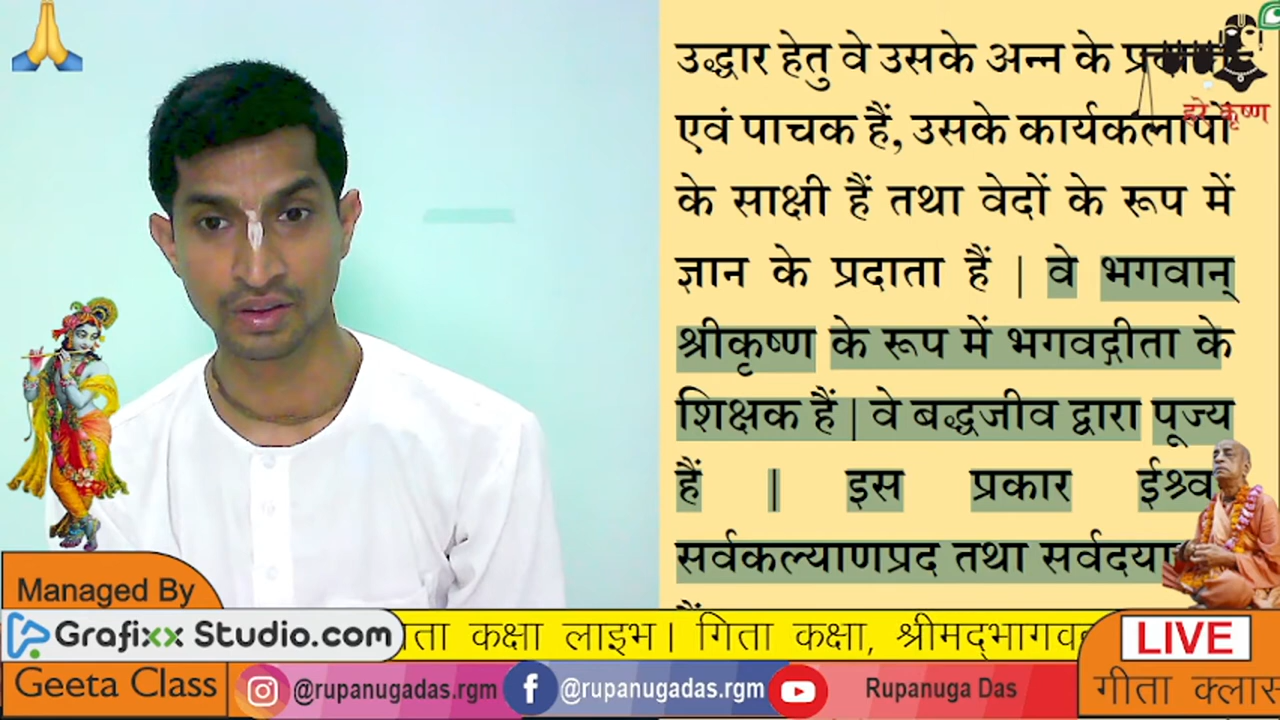 उद्धार हेतु वे उसके अन्न के
हरे कृष्ण
एवं पाचक हैं, उसके कार्यकलापों
के साक्षी हैं तथा वेदों के रूप में
ज्ञान के प्रदाता हैं | वे भगवान्
श्रीकृष्ण के रूप में भगवद्गीता के
शिक्षक हैं | वे बद्धजीव द्वारा पूज्य
हैं | इस प्रकार
सर्वकल्याणप्रद तथा
Managed By
Grafixx Studio.com
कक्षा लाइभ। गिता कक्षा,
LIVE
Geeta Class
@rupanugadas.rgm
@rupanugadas.rgm
Rupanuga Das
गीता क्लास